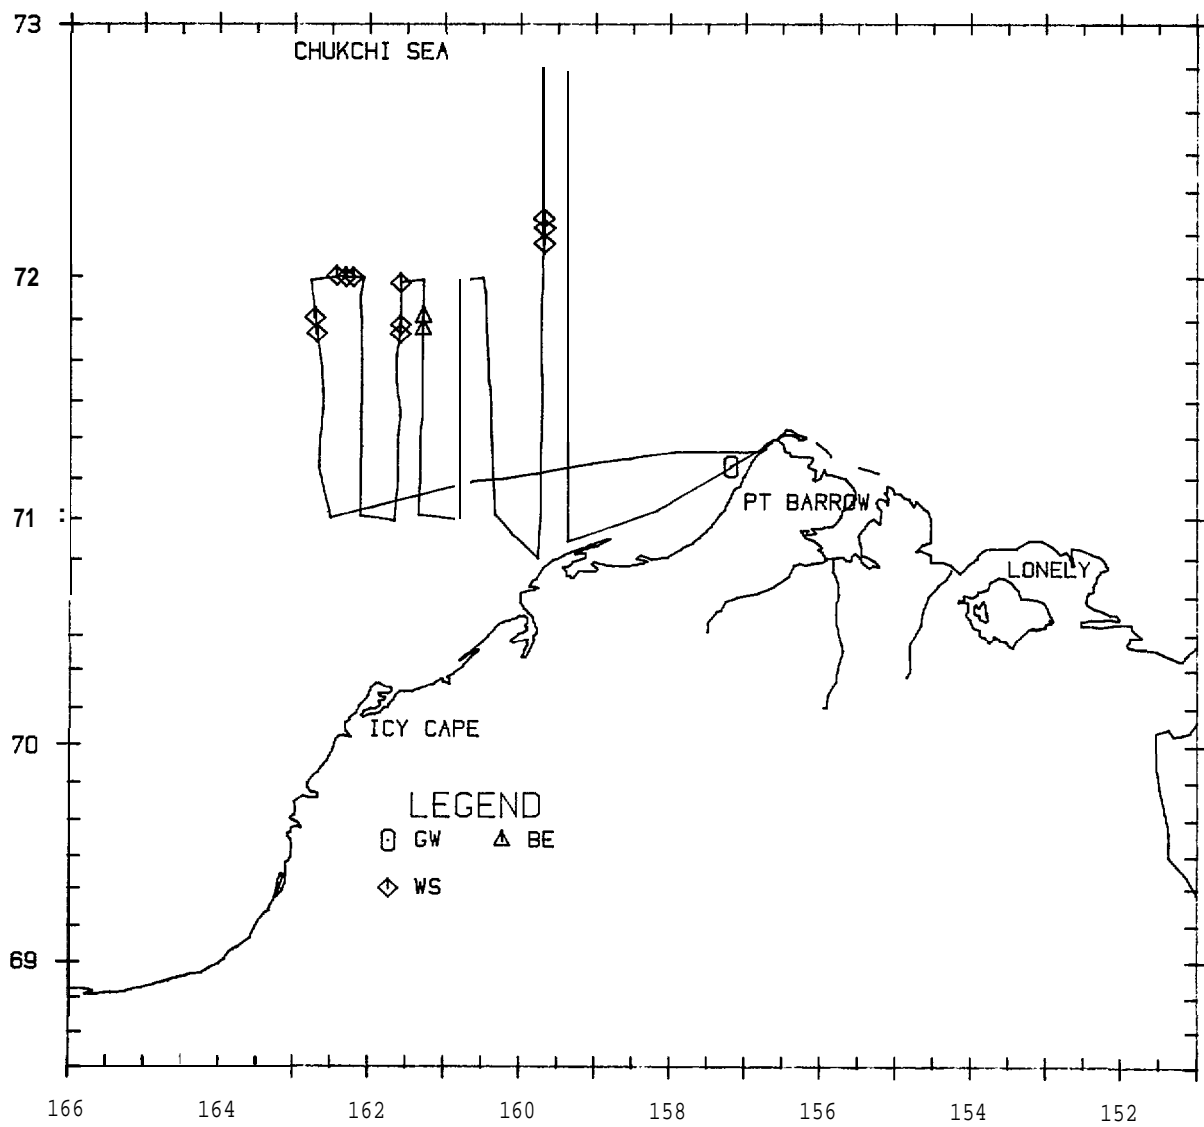 73
CHUKCHI SEA
72
71
PT BARROW
LONELY
70
ICY CAPE
LEGEND
GW BE
WS
69
166 164 162 160 158 156 154 152